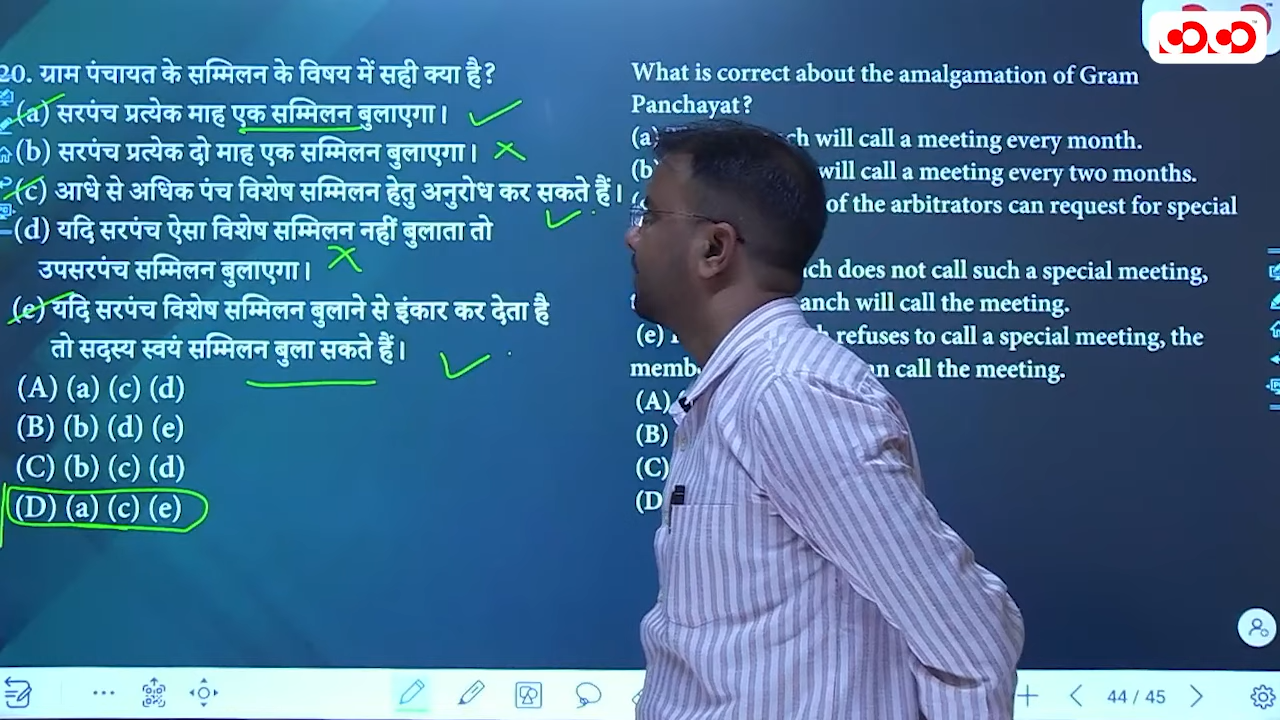 20. ग्राम पंचायत के सम्मिलन के विषय में सही क्या है?
(a) सरपंच प्रत्येक माह एक सम्मिलन बुलाएगा।
(b) सरपंच प्रत्येक दो माह एक सम्मिलन बुलाएगा।
(c) आधे से अधिक पंच विशेष सम्मिलन हेतु अनुरोध कर सकते हैं।
(d) यदि सरपंच ऐसा विशेष सम्मिलन नहीं बुलाता तो
उपसरपंच सम्मिलन बुलाएगा।
(e) यदि सरपंच विशेष सम्मिलन बुलाने से इंकार कर देता है
तो सदस्य स्वयं सम्मिलन बुला सकते हैं।
(A) (a) (c) (d)
(B) (b) (d) (e)
(C) (b) (c) (d)
(D) (a) (c) (e)
What is correct about the amalgamation of Gram
Panchayat?
(a) will call a meeting every month.
(b) will call a meeting every two months.
of the arbitrators can request for special
does not call such a special meeting,
will call the meeting.
(e) refuses to call a special meeting, the
call the meeting.
(A)
(B)
(C)
(D
44 / 45